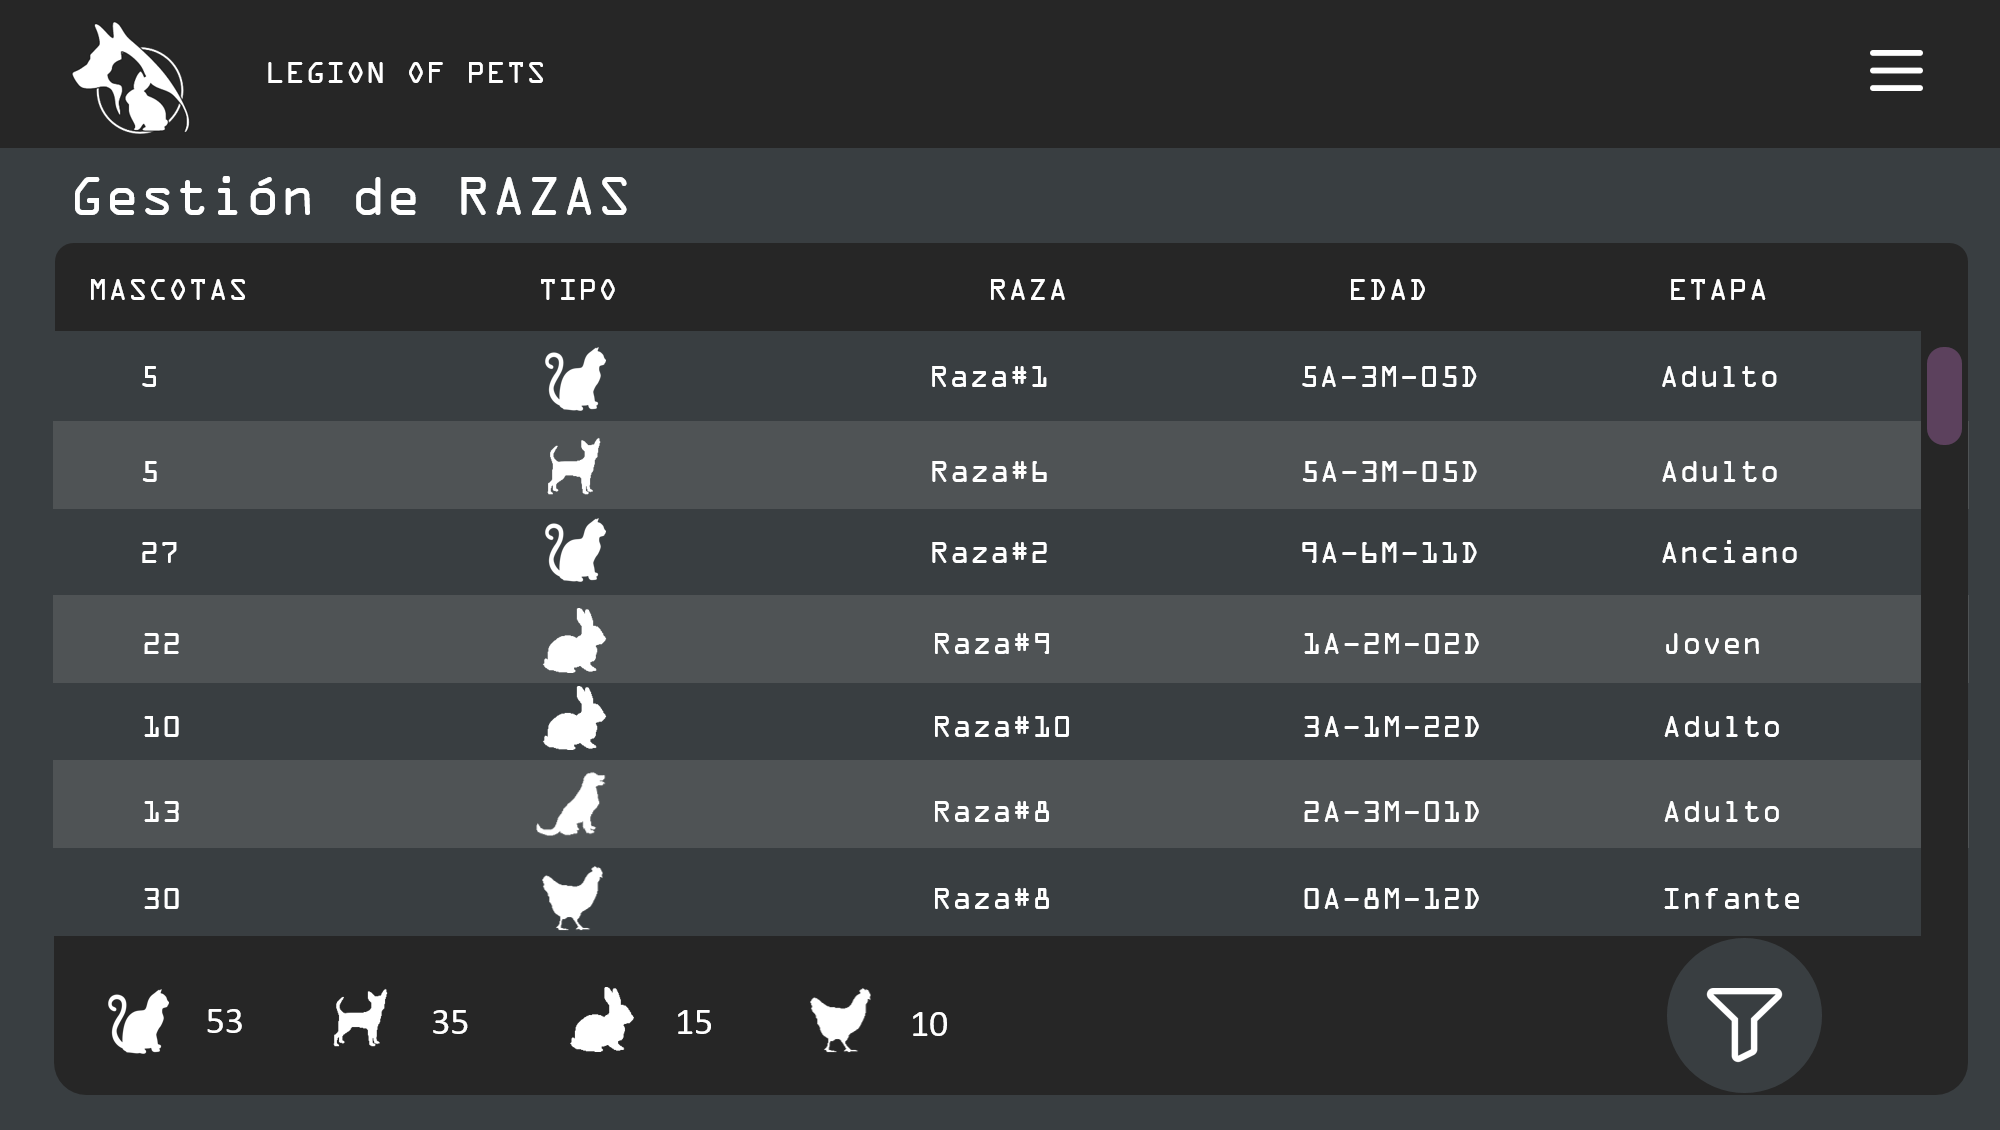 LEGION OF PETS
Gestión de RAZAS
MASCOTAS TIPO RAZA EDAD ETAPA
5 Raza#1 5A-3M-05D Adulto
5 Raza#6 5A-3M-05D Adulto
27 Raza#2 9A-6M-11D Anciano
22 Raza#9 1A-2M-02D Joven
10 Raza#10 3A-1M-22D Adulto
13 Raza#8 2A-3M-01D Adulto
30 Raza#8 0A-8M-12D Infante
53 35 15 10